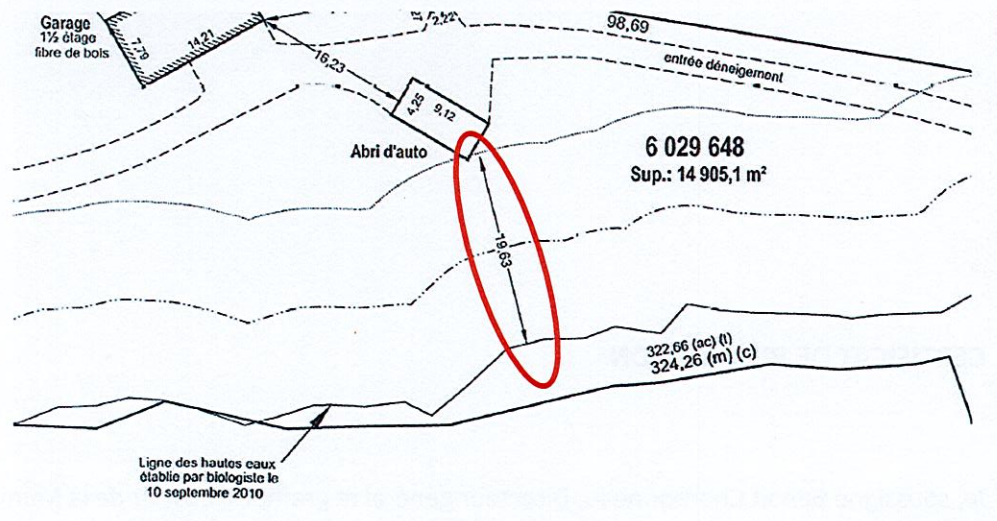 Garage
1½ étage
fibre de bois
7,79
14,21
2,22
98,69
16,23
entrée déneigement
4,25
9,12
Abri d'auto
6 029 648
Sup.: 14 905,1 m²
19,63
322,66 (ac) (t)
324,26 (m) (c)
Ligne des hautes eaux
établie par biologiste le
10 septembre 2010